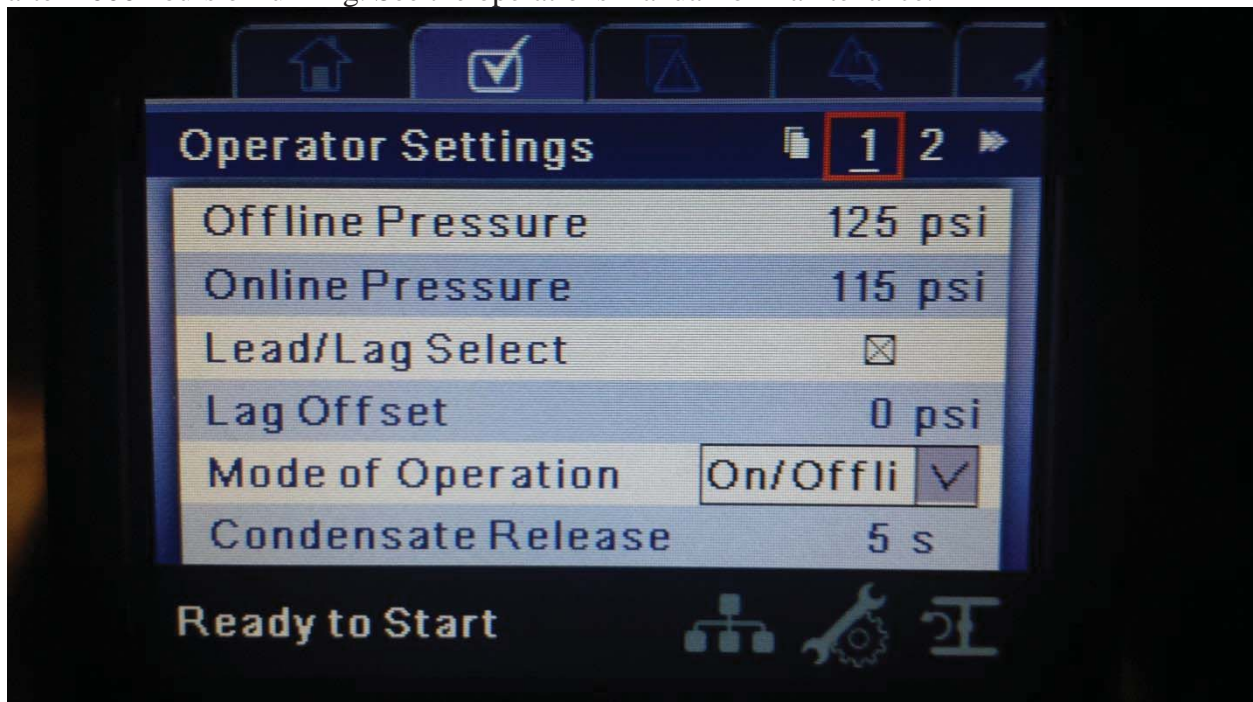 Operator Settings 1 2
Offline Pressure 125 psi
Online Pressure 115 psi
Lead/Lag Select
Lag Offset 0 psi
Mode of Operation On/Offli
Condensate Release 5 s
Ready to Start